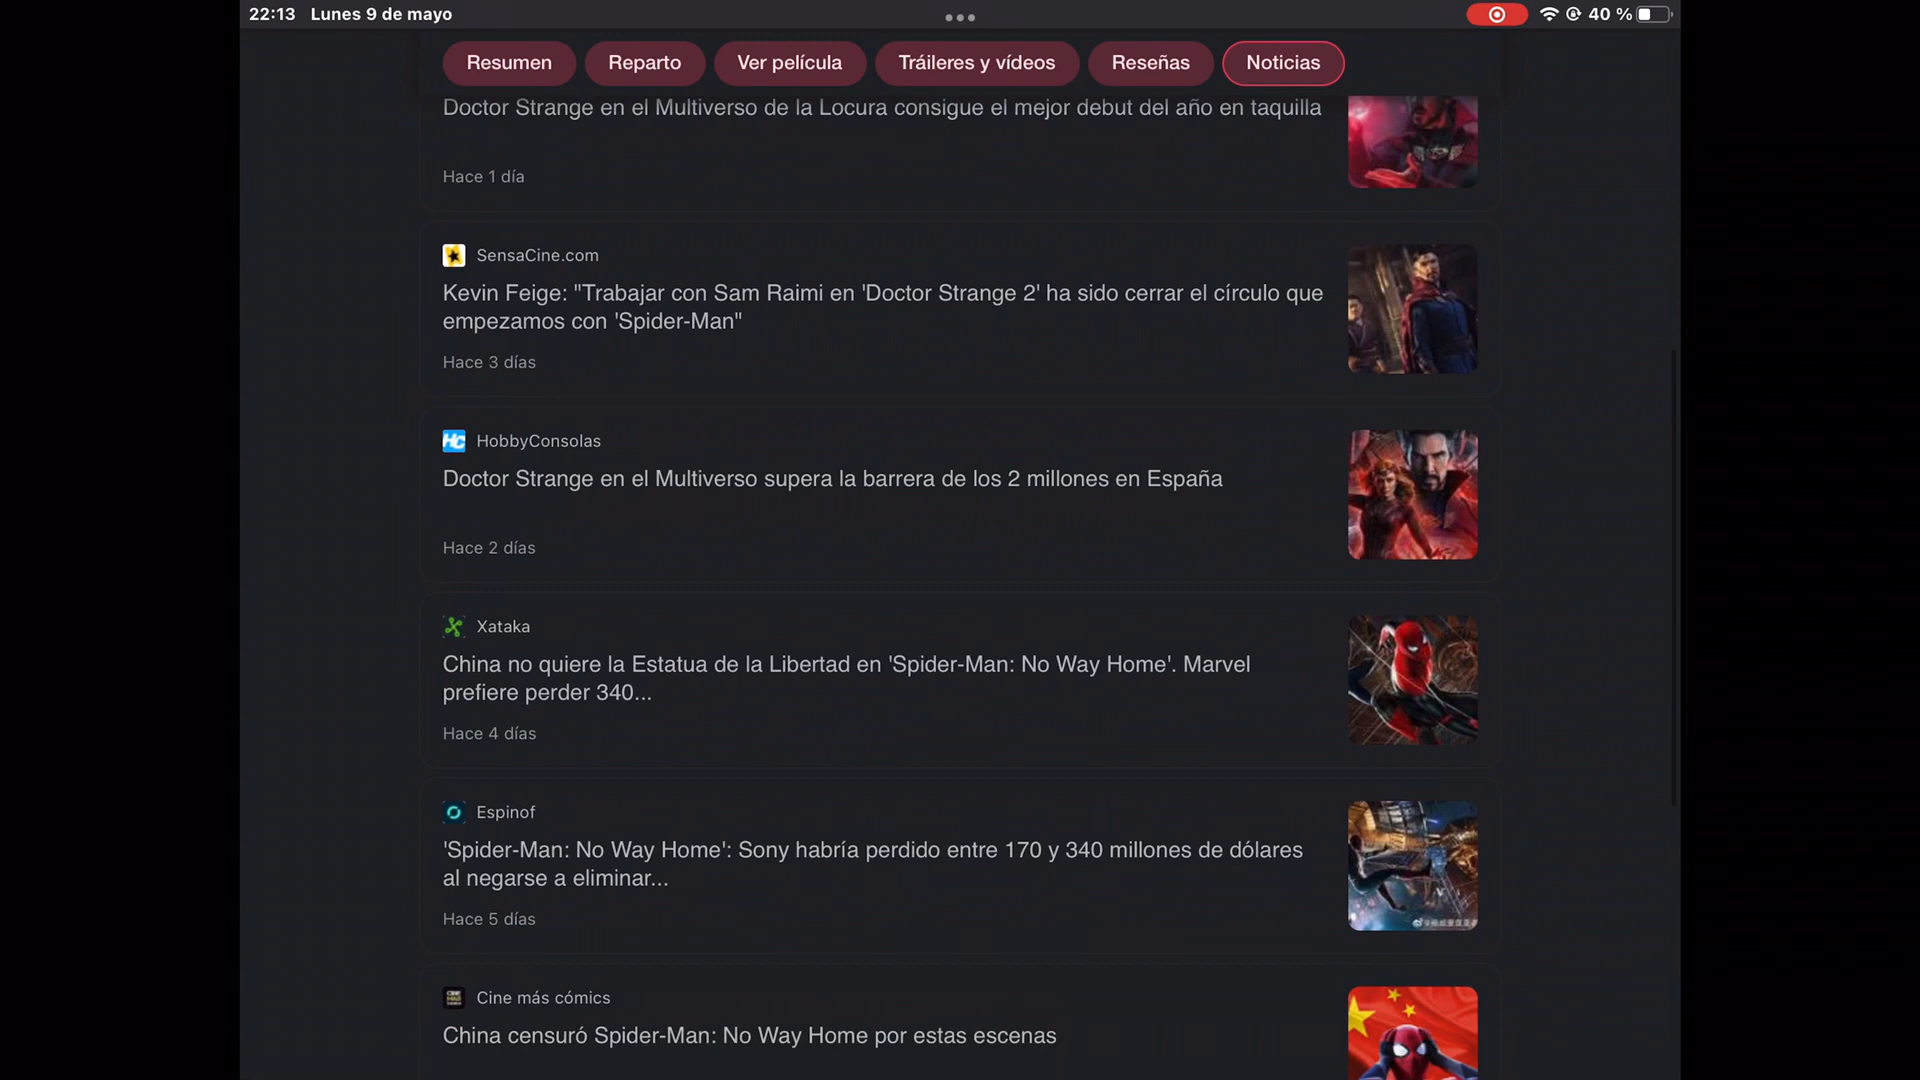 22:13 Lunes 9 de mayo
40 %
Resumen
Reparto
Ver película
Tráileres y vídeos
Reseñas
Noticias
Doctor Strange en el Multiverso de la Locura consigue el mejor debut del año en taquilla
Hace 1 día
SensaCine.com
Kevin Feige: "Trabajar con Sam Raimi en 'Doctor Strange 2' ha sido cerrar el círculo que
empezamos con 'Spider-Man"
Hace 3 días
HC
HobbyConsolas
Doctor Strange en el Multiverso supera la barrera de los 2 millones en España
Hace 2 días
Xataka
China no quiere la Estatua de la Libertad en 'Spider-Man: No Way Home'. Marvel
prefiere perder 340...
Hace 4 días
Espinof
'Spider-Man: No Way Home': Sony habría perdido entre 170 y 340 millones de dólares
al negarse a eliminar...
Hace 5 días
Cine más cómics
China censuró Spider-Man: No Way Home por estas escenas